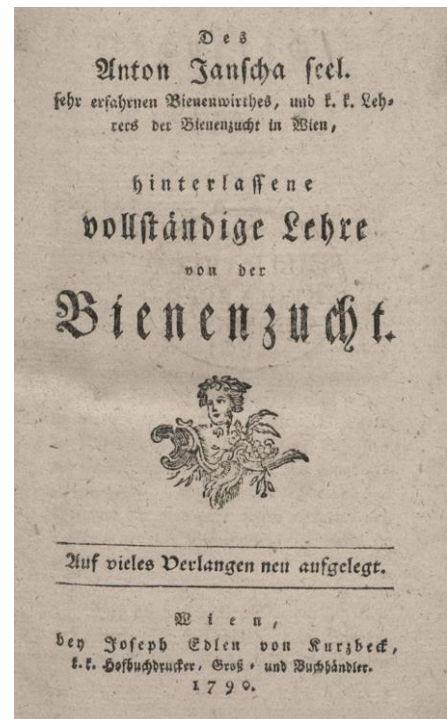 Des
Anton Janscha seel.
sehr erfahrnen Bienenwirthes, und k. k. Leh-
rers der Bienenzucht in Wien,
hinterlassene
vollständige Lehre
von der
Bienenzucht.
Auf vieles Verlangen neu aufgelegt.
Wien,
bey Joseph Edlen von Kurzbeck,
k. k. Hofbuchdrucker, Groß- und Buchhändler.
1790.